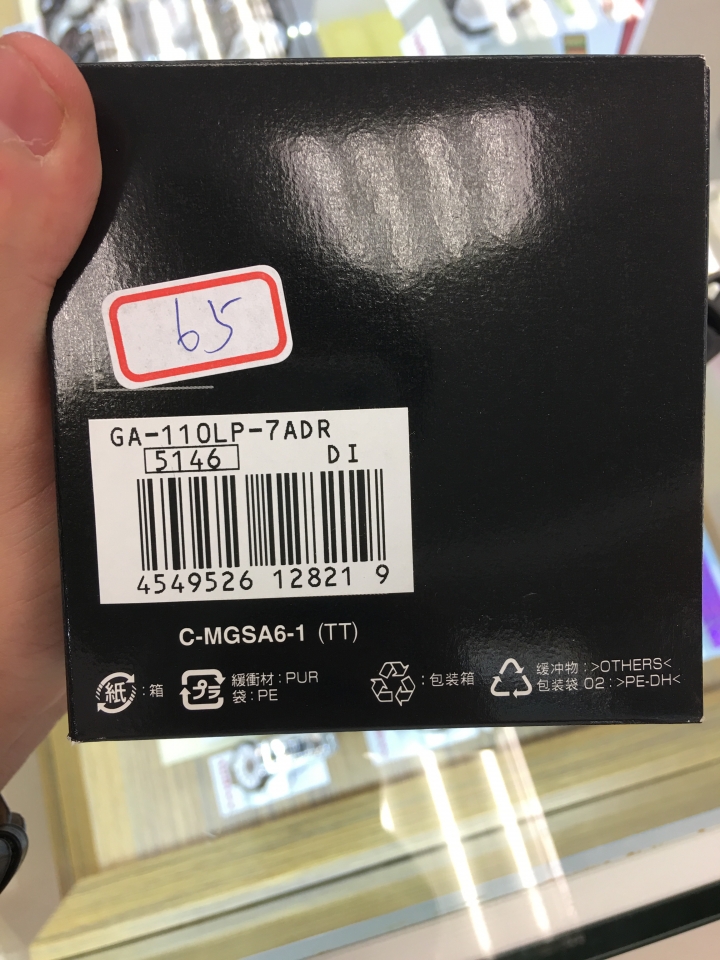 65
GA-110LP-7ADR
5146 DI
4549526 12821 9
C-MGSA6-1 (TT)
紙 : 箱
プラ 緩衝材 : PUR
袋 : PE
: 包装箱
缓冲物 : >OTHERS<
包装袋 02 : >PE-DH<